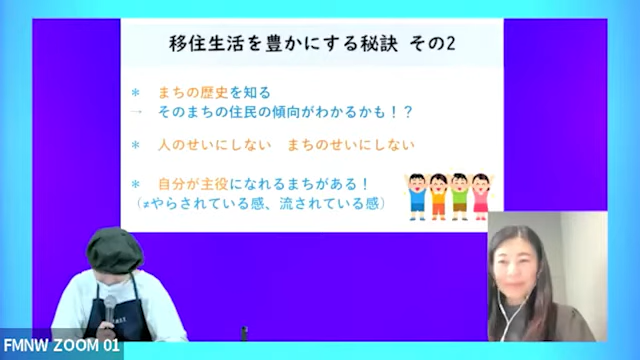 移住生活を豊かにする秘訣 その2
＊ まちの歴史を知る
→ そのまちの住民の傾向がわかるかも！？
＊ 人のせいにしない まちのせいにしない
＊ 自分が主役になれるまちがある！
（≠やらされている感、流されている感）
FMNW ZOOM 01